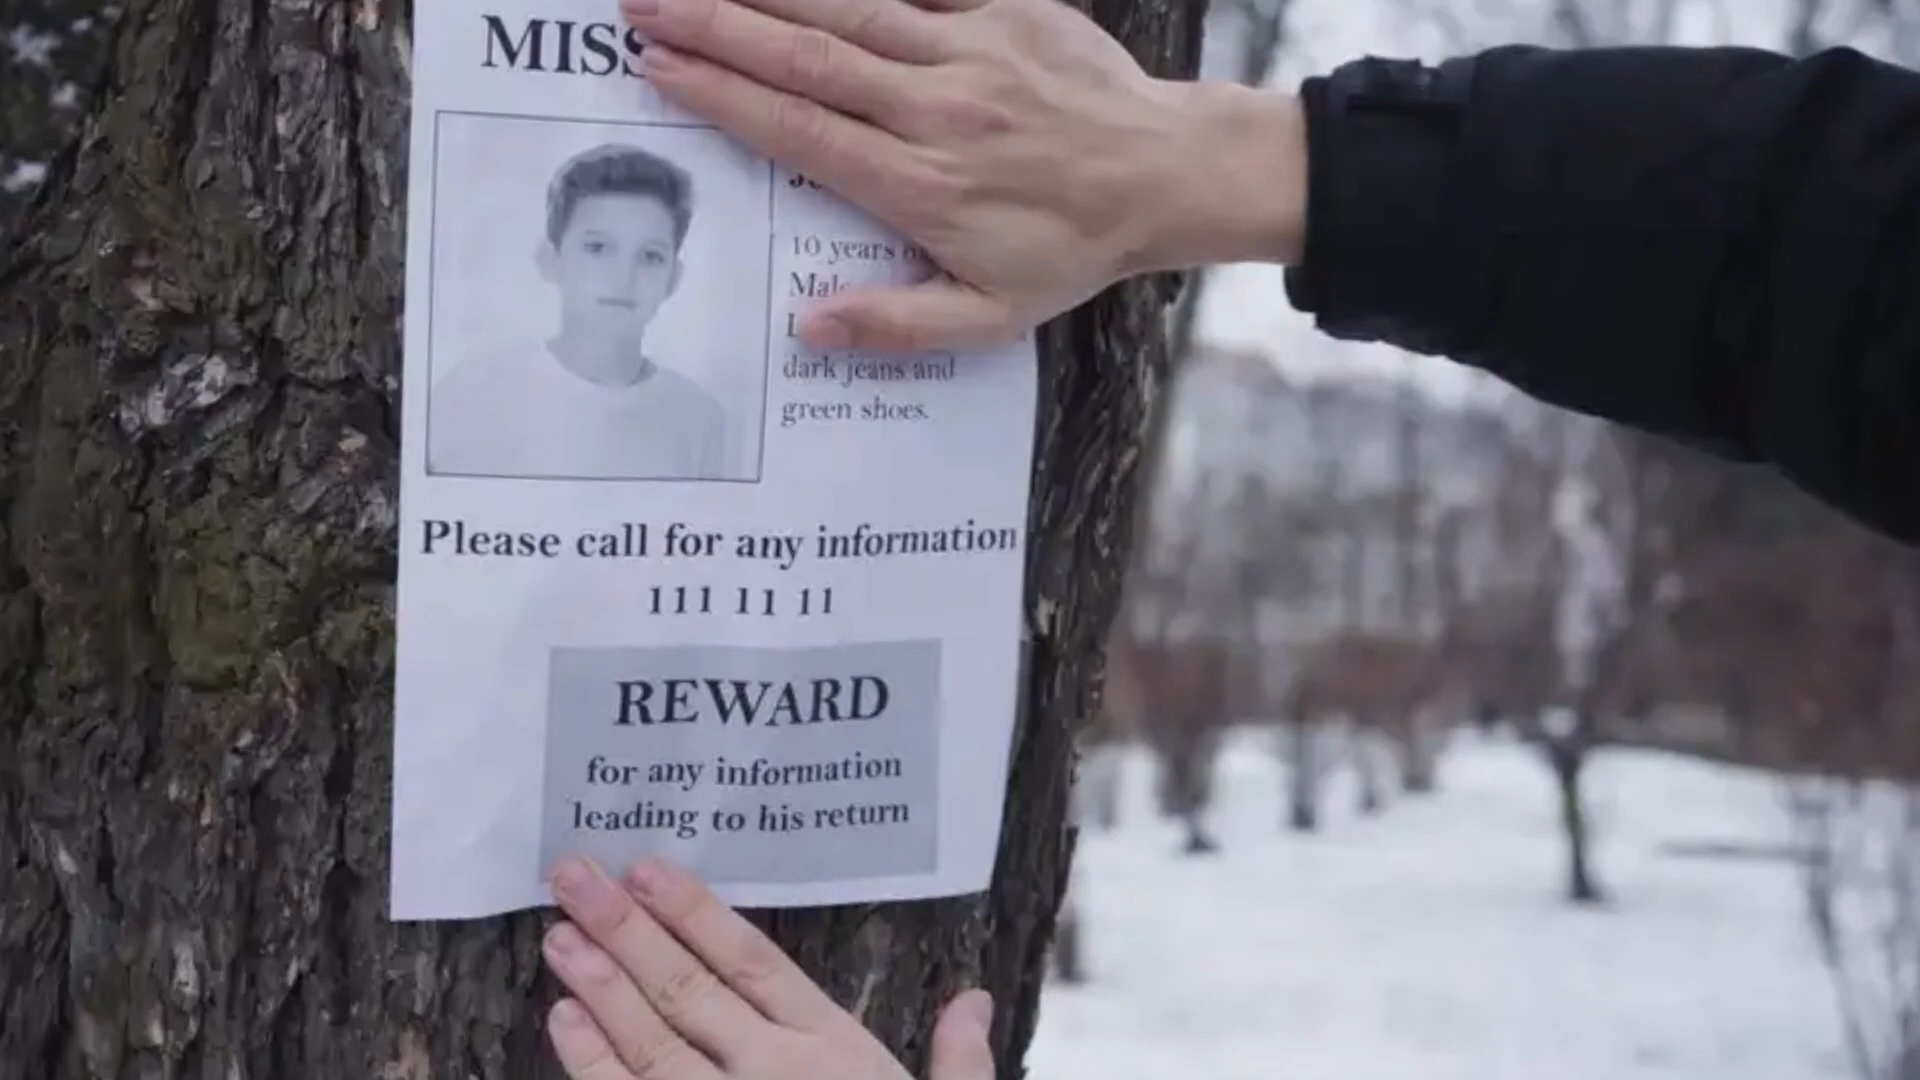 10 years
dark jeans and
green shoes.
Please call for any information
111 11 11
REWARD
for any information
leading to his return